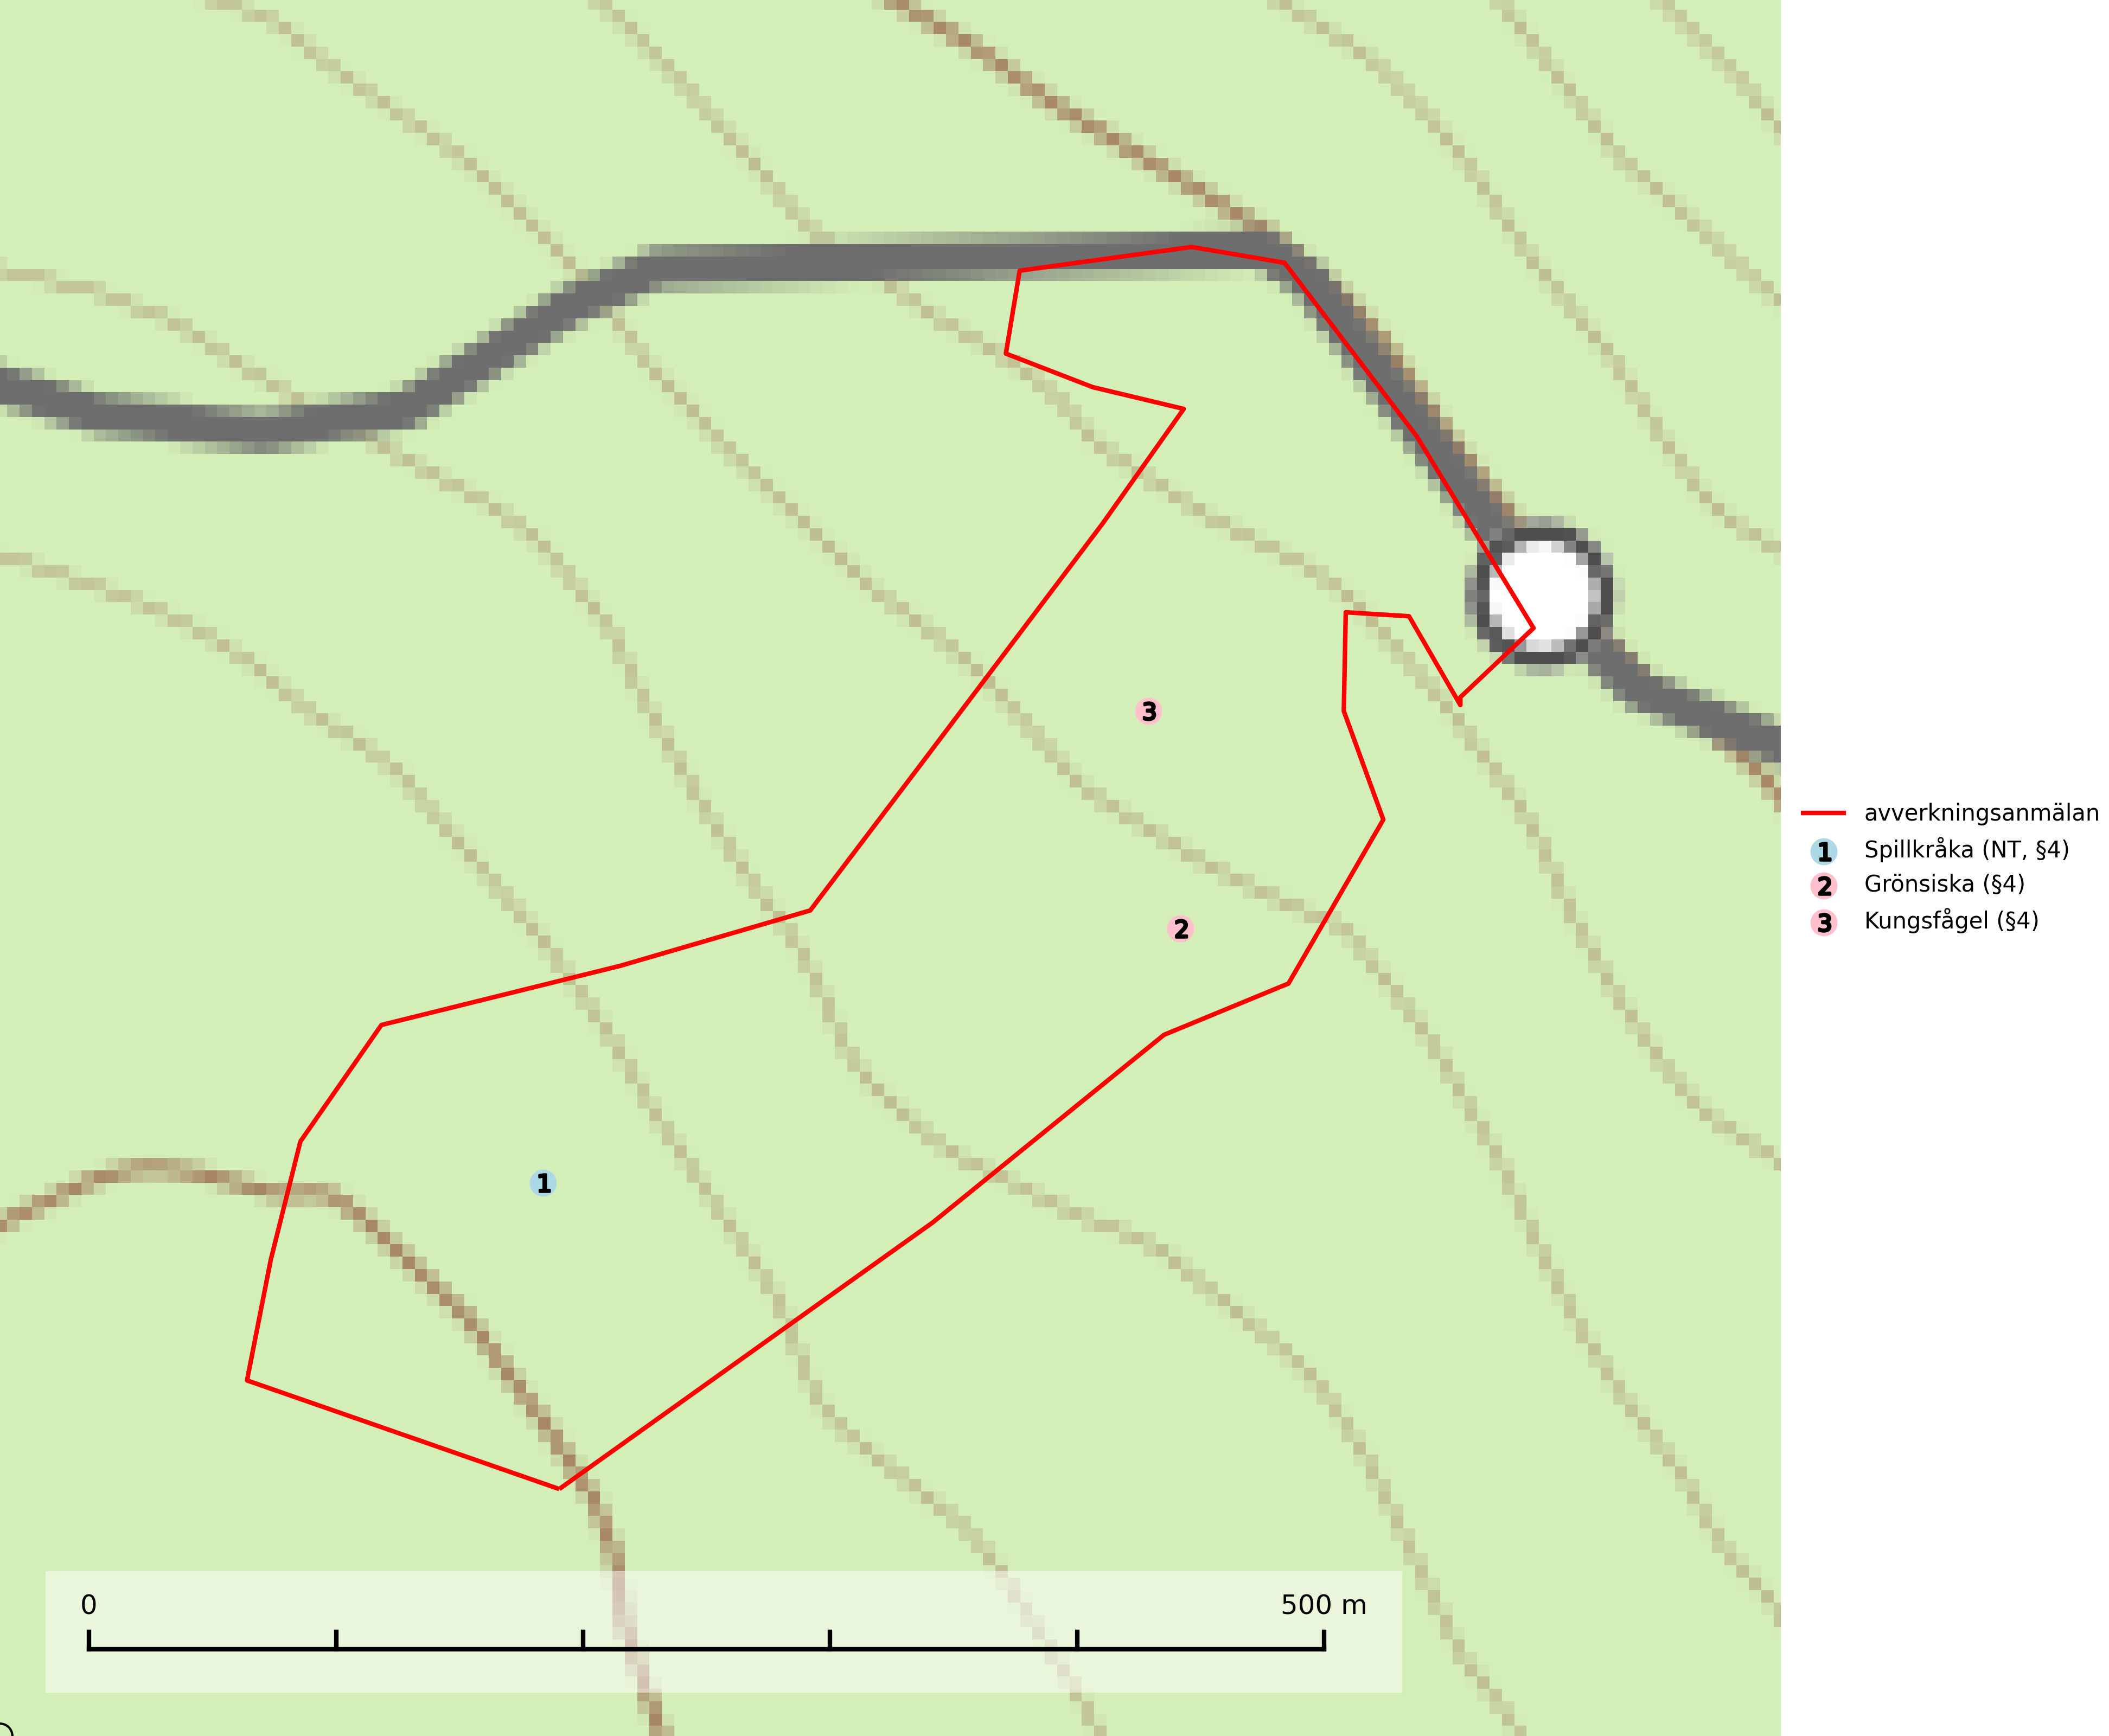 3
2
1
0 500 m
avverkningsanmälan
1 Spillkråka (NT, §4)
2 Grönsiska (§4)
3 Kungsfågel (§4)